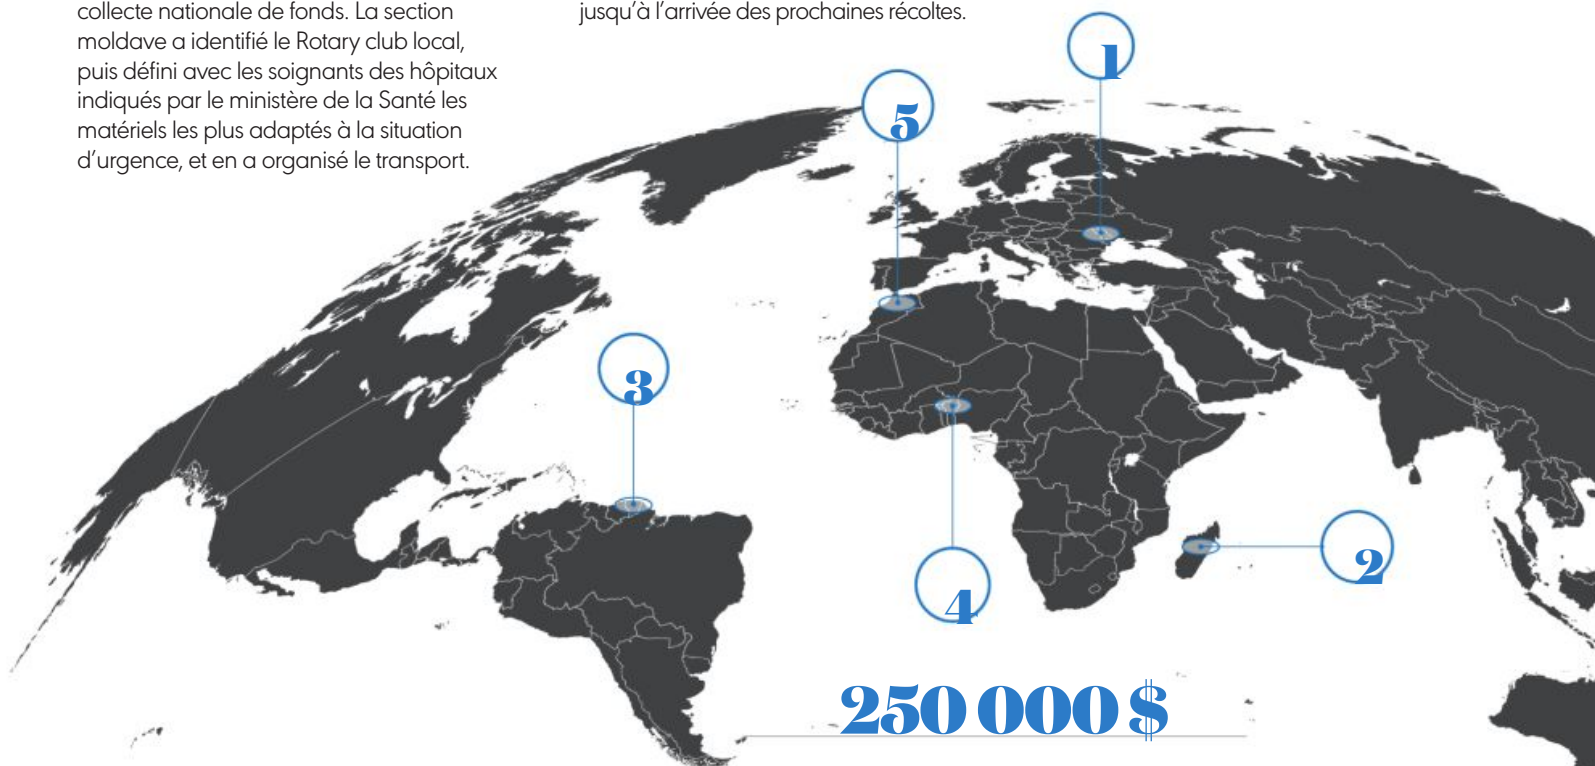 collecte nationale de fonds. La section
moldave a identifié le Rotary club local,
puis défini avec les soignants des hôpitaux
indiqués par le ministère de la Santé les
matériels les plus adaptés à la situation
d’urgence, et en a organisé le transport.
jusqu’à l’arrivée des prochaines récoltes.
1
5
3
2
4
250 000 $